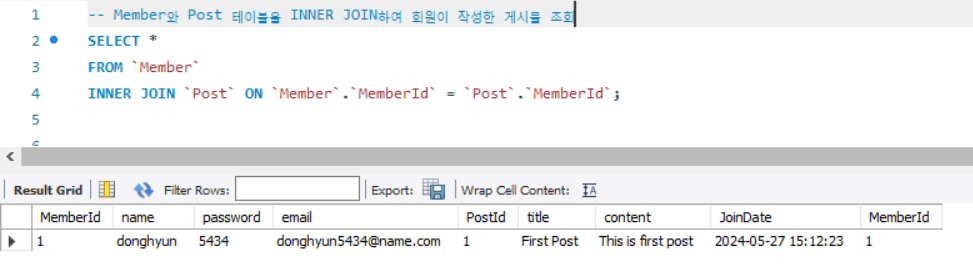 1 -- Member와 Post 테이블을 INNER JOIN하여 회원이 작성한 게시물 조회
2 SELECT *
3 FROM `Member`
4 INNER JOIN `Post` ON `Member`.`MemberId` = `Post`.`MemberId`;
5
6
Result Grid Filter Rows: Export: Wrap Cell Content:
MemberId name password email PostId title content JoinDate MemberId
1 donghyun 5434 donghyun5434@name.com 1 First Post This is first post 2024-05-27 15:12:23 1